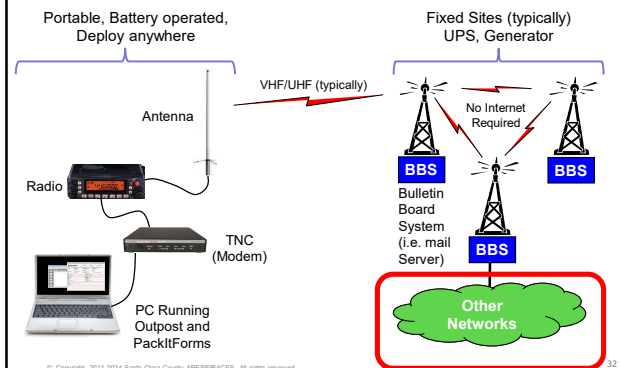 Portable, Battery operated,
Deploy anywhere
Fixed Sites (typically)
UPS, Generator
VHF/UHF (typically)
Antenna
No Internet
Required
Radio
BBS
BBS
Bulletin
Board
System
(i.e. mail
Server)
BBS
TNC
(Modem)
PC Running
Outpost and
PackItForms
Other
Networks
© Copyright 2011-2024 Santa Clara County ARES®/RACES. All rights reserved.
32